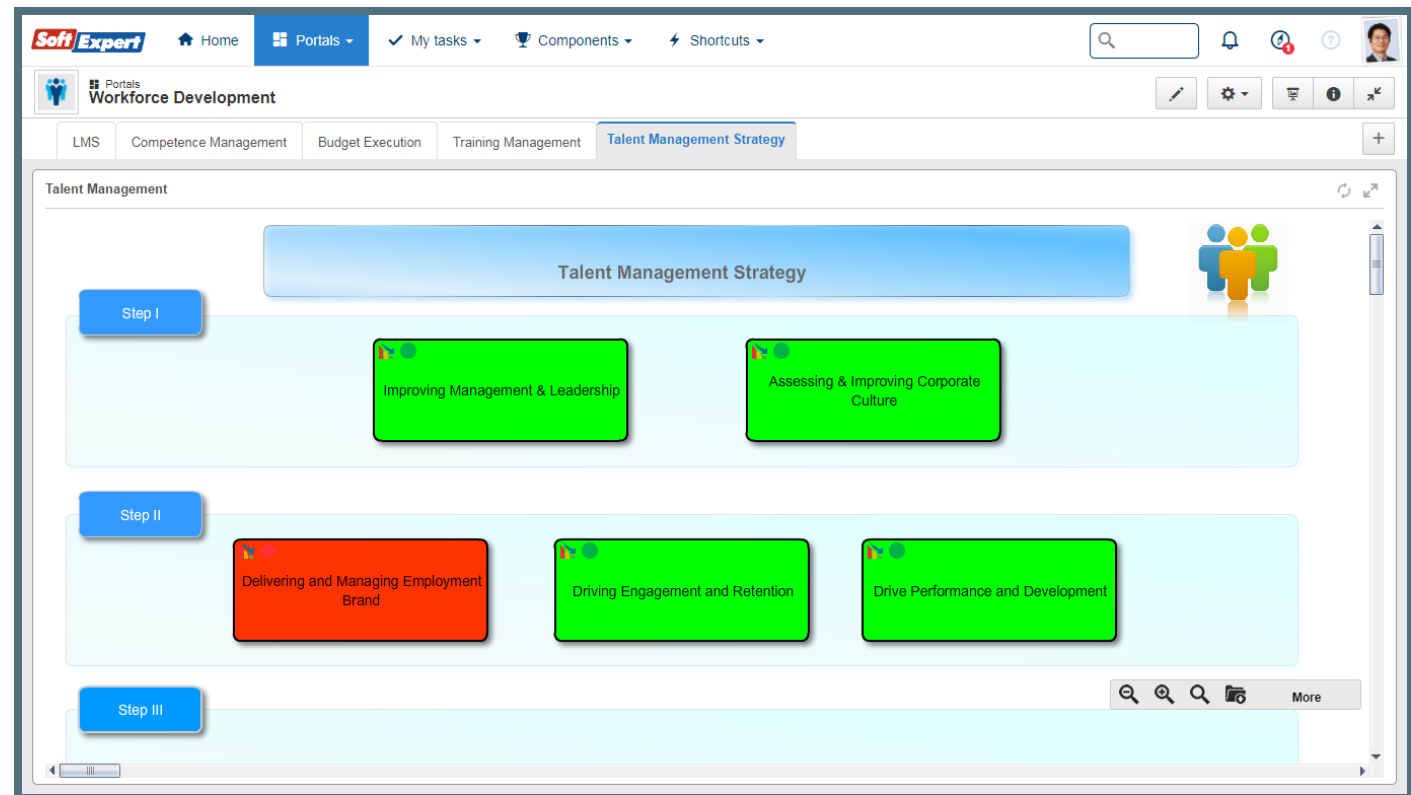 Soft Expert
Home
Portals
My tasks
Components
Shortcuts
Portals
Workforce Development
LMS
Competence Management
Budget Execution
Training Management
Talent Management Strategy
Talent Management
Talent Management Strategy
Step I
Improving Management & Leadership
Assessing & Improving Corporate
Culture
Step II
Delivering and Managing Employment
Brand
Driving Engagement and Retention
Drive Performance and Development
Step III
More